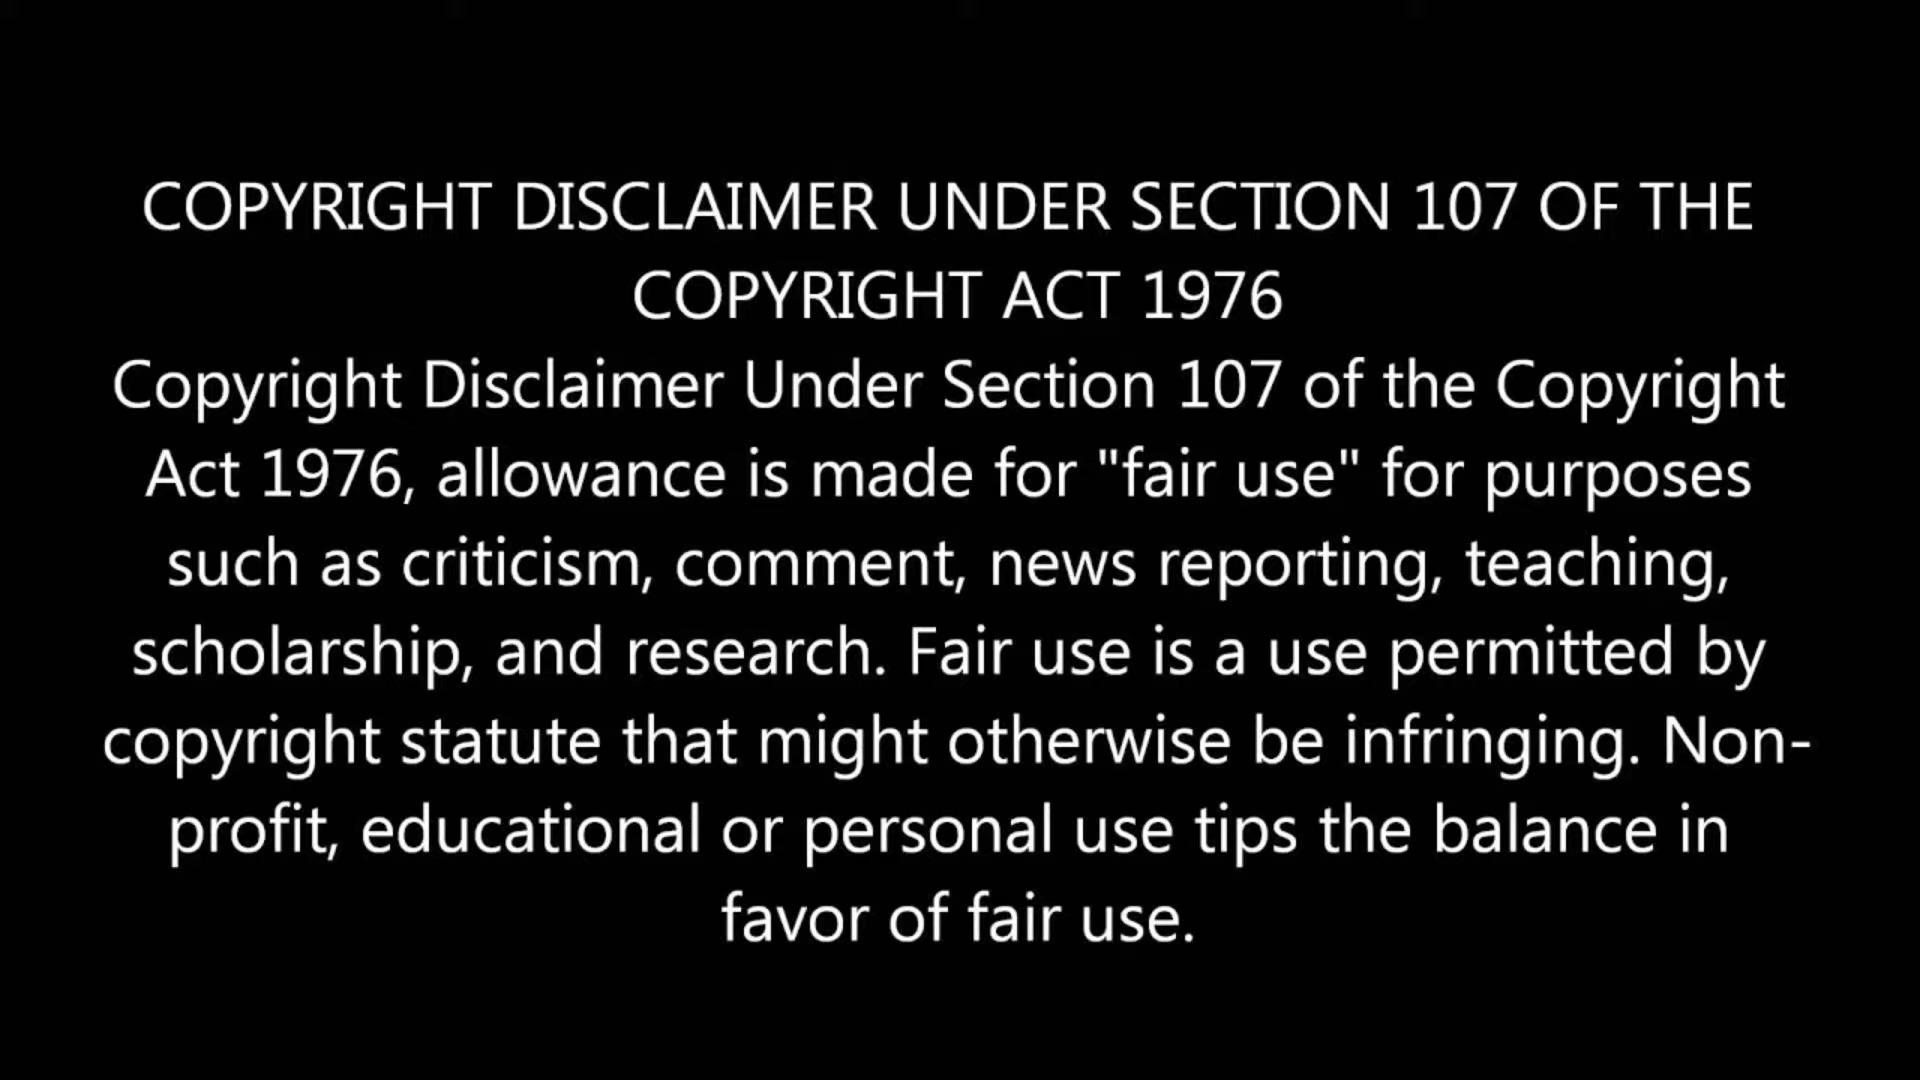 COPYRIGHT DISCLAIMER UNDER SECTION 107 OF THE
COPYRIGHT ACT 1976
Copyright Disclaimer Under Section 107 of the Copyright
Act 1976, allowance is made for "fair use" for purposes
such as criticism, comment, news reporting, teaching,
scholarship, and research. Fair use is a use permitted by
copyright statute that might otherwise be infringing. Non-
profit, educational or personal use tips the balance in
favor of fair use.